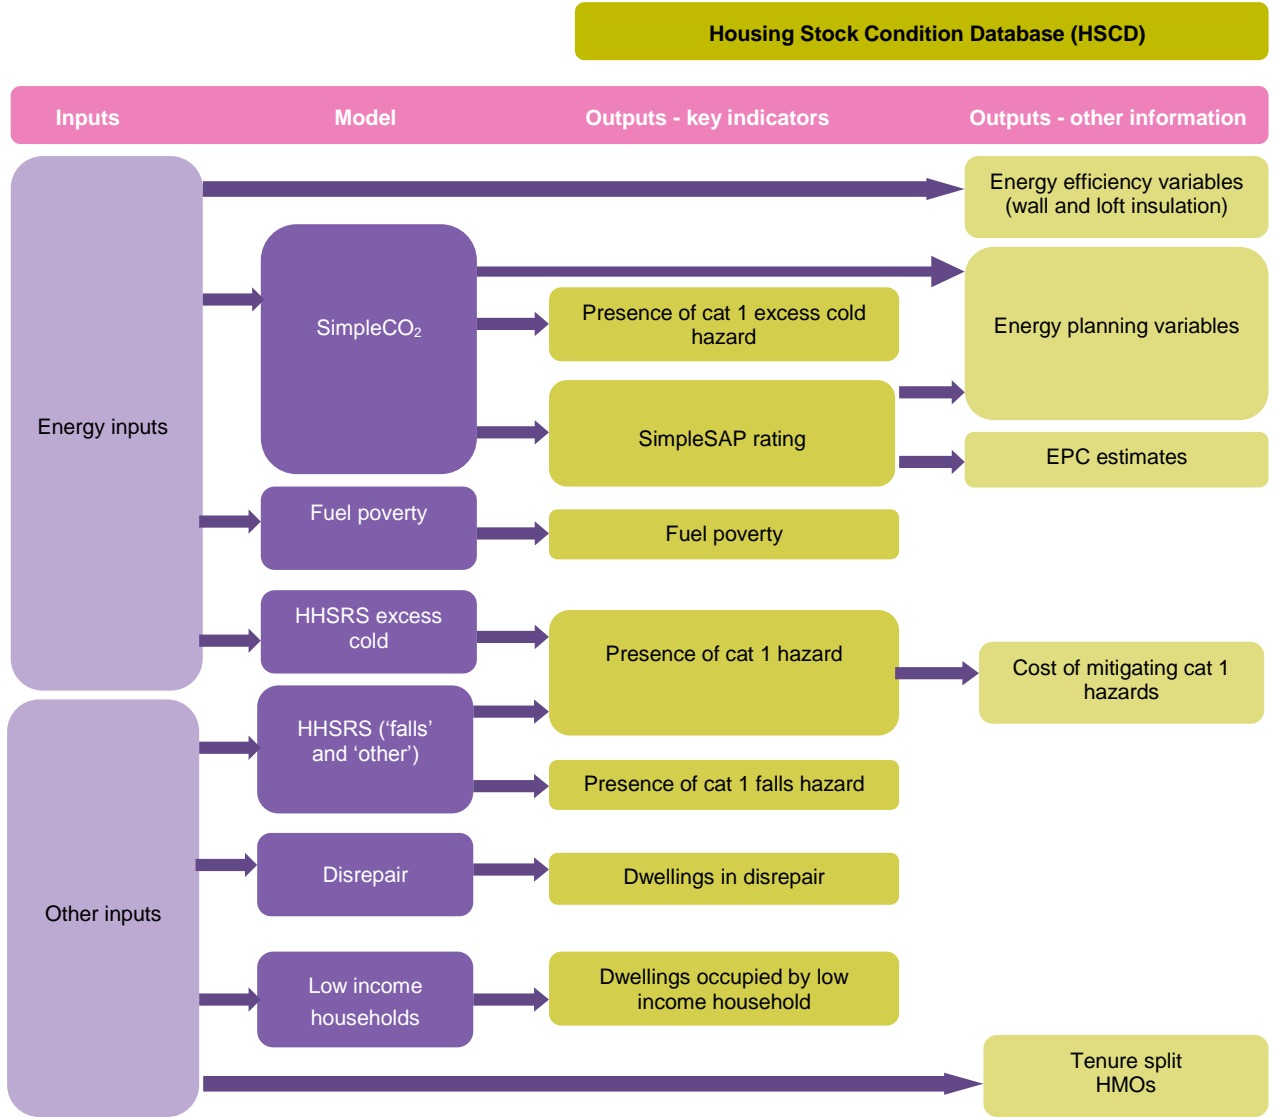 Housing Stock Condition Database (HSCD)
Inputs
Model
Outputs - key indicators
Outputs - other information
Energy efficiency variables
(wall and loft insulation)
SimpleCO₂
Presence of cat 1 excess cold
hazard
Energy planning variables
Energy inputs
SimpleSAP rating
EPC estimates
Fuel poverty
Fuel poverty
HHSRS excess
cold
Presence of cat 1 hazard
Cost of mitigating cat 1
hazards
HHSRS (‘falls’
and ‘other’)
Presence of cat 1 falls hazard
Other inputs
Disrepair
Dwellings in disrepair
Low income
households
Dwellings occupied by low
income household
Tenure split
HMOs